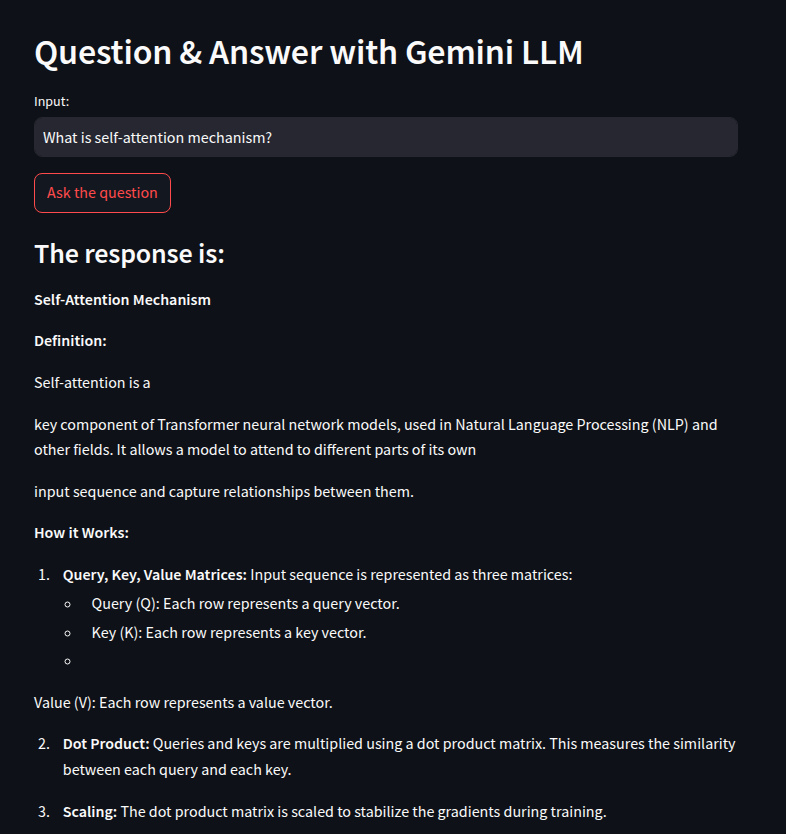 Question & Answer with Gemini LLM
Input:
What is self-attention mechanism?
Ask the question
The response is:
Self-Attention Mechanism
Definition:
Self-attention is a
key component of Transformer neural network models, used in Natural Language Processing (NLP) and
other fields. It allows a model to attend to different parts of its own
input sequence and capture relationships between them.
How it Works:
1. Query, Key, Value Matrices: Input sequence is represented as three matrices:
◦ Query (Q): Each row represents a query vector.
◦ Key (K): Each row represents a key vector.
◦
Value (V): Each row represents a value vector.
2. Dot Product: Queries and keys are multiplied using a dot product matrix. This measures the similarity
between each query and each key.
3. Scaling: The dot product matrix is scaled to stabilize the gradients during training.